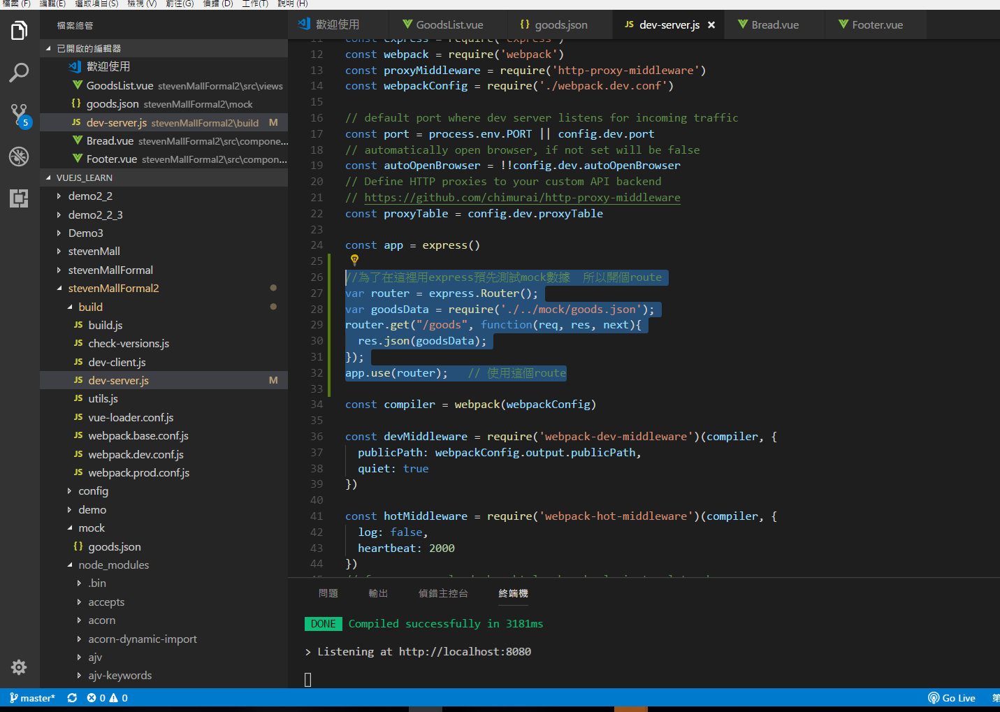 檔案 (F) 編輯(E) 選取項目(S) 檢視 (V) 前往(G) 偵錯 (D) 工作(T) 說明 (H)
檔案總管
已開啟的編輯器
歡迎使用
GoodsList.vue stevenMallFormal2\src\views
goods.json stevenMallFormal2\mock
dev-server.js stevenMallFormal2\build M
Bread.vue stevenMallFormal2\src\compone...
Footer.vue stevenMallFormal2\src\compon...
5
VUEJS_LEARN
demo2_2
demo2_2_3
Demo3
stevenMall
stevenMallFormal
stevenMallFormal2
build
JS build.js
JS check-versions.js
JS dev-client.js
JS dev-server.js M
JS utils.js
JS vue-loader.conf.js
JS webpack.base.conf.js
JS webpack.dev.conf.js
JS webpack.prod.conf.js
config
demo
mock
{} goods.json
node_modules
.bin
accepts
acorn
acorn-dynamic-import
ajv
ajv-keywords
歡迎使用 GoodsList.vue {} goods.json JS dev-server.js × Bread.vue Footer.vue
11 const express = require('express')
12 const webpack = require('webpack')
13 const proxyMiddleware = require('http-proxy-middleware')
14 const webpackConfig = require('./webpack.dev.conf')
15
16 // default port where dev server listens for incoming traffic
17 const port = process.env.PORT || config.dev.port
18 // automatically open browser, if not set will be false
19 const autoOpenBrowser = !!config.dev.autoOpenBrowser
20 // Define HTTP proxies to your custom API backend
21 // https://github.com/chimurai/http-proxy-middleware
22 const proxyTable = config.dev.proxyTable
23
24 const app = express()
25
26 //為了在這裡用express預先測試mock數據 所以開個route
27 var router = express.Router();
28 var goodsData = require('./../mock/goods.json');
29 router.get("/goods", function(req, res, next){
30 res.json(goodsData);
31 });
32 app.use(router); // 使用這個route
33
34 const compiler = webpack(webpackConfig)
35
36 const devMiddleware = require('webpack-dev-middleware')(compiler, {
37 publicPath: webpackConfig.output.publicPath,
38 quiet: true
39 })
40
41 const hotMiddleware = require('webpack-hot-middleware')(compiler, {
42 log: false,
43 heartbeat: 2000
44 })
問題 輸出 偵錯主控台 終端機
DONE Compiled successfully in 3181ms
> Listening at http://localhost:8080
master* 0 0 Go Live 第